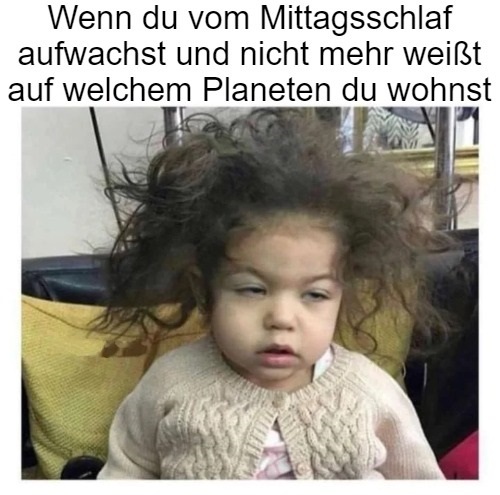 Wenn du vom Mittagsschlaf
aufwachst und nicht mehr weißt
auf welchem Planeten du wohnst